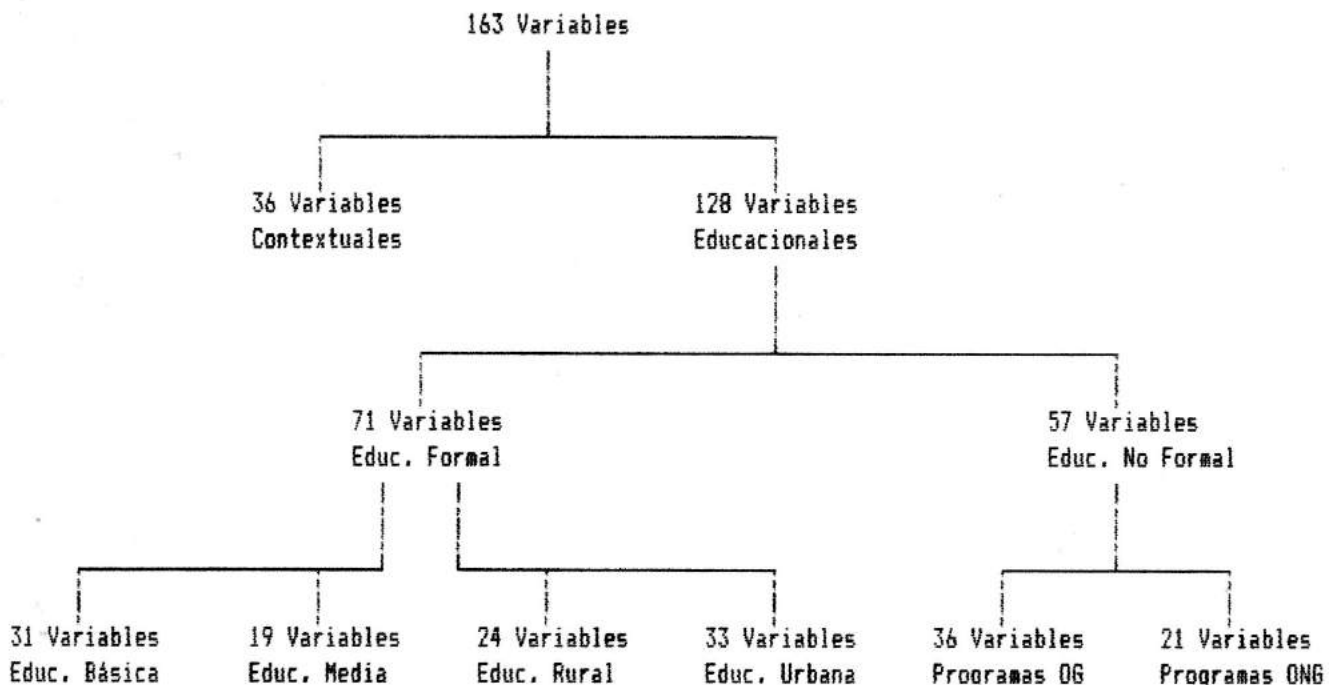 163 Variables
36 Variables
Contextuales
128 Variables
Educacionales
71 Variables
Educ. Formal
57 Variables
Educ. No Formal
31 Variables
Educ. Básica
19 Variables
Educ. Media
24 Variables
Educ. Rural
33 Variables
Educ. Urbana
36 Variables
Programas OG
21 Variables
Programas ONG